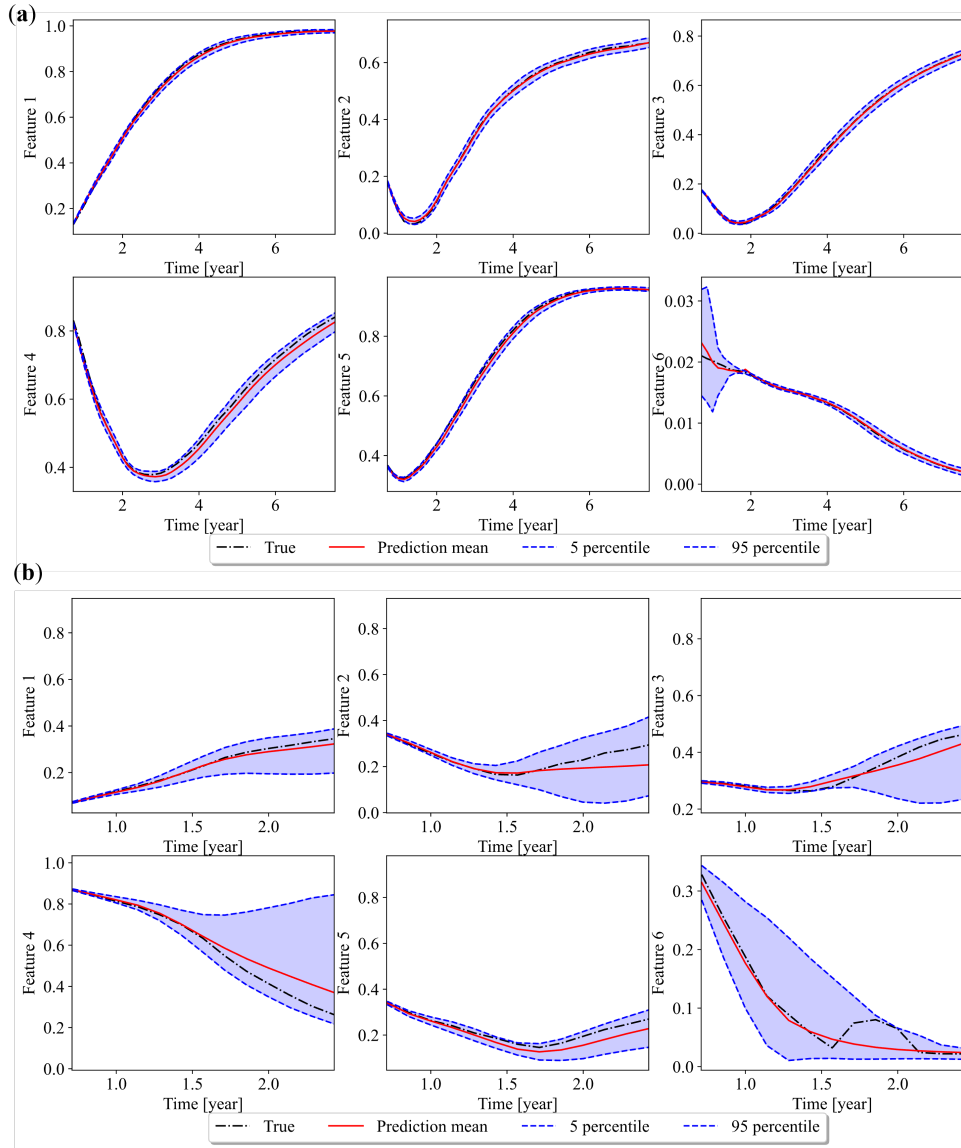 (a)
1.0
0.8
0.6
0.4
0.2
Feature 1
2 4 6
Time [year]
0.6
0.4
0.2
0.0
Feature 2
2 4 6
Time [year]
0.8
0.6
0.4
0.2
0.0
Feature 3
2 4 6
Time [year]
0.8
0.6
0.4
Feature 4
2 4 6
Time [year]
0.8
0.6
0.4
Feature 5
2 4 6
Time [year]
0.03
0.02
0.01
0.00
Feature 6
2 4 6
Time [year]
True Prediction mean 5 percentile 95 percentile
(b)
0.8
0.6
0.4
0.2
Feature 1
1.0 1.5 2.0
Time [year]
0.8
0.6
0.4
0.2
0.0
Feature 2
1.0 1.5 2.0
Time [year]
0.8
0.6
0.4
0.2
Feature 3
1.0 1.5 2.0
Time [year]
1.0
0.8
0.6
0.4
0.2
0.0
Feature 4
1.0 1.5 2.0
Time [year]
0.8
0.6
0.4
0.2
Feature 5
1.0 1.5 2.0
Time [year]
0.3
0.2
0.1
0.0
Feature 6
1.0 1.5 2.0
Time [year]
True Prediction mean 5 percentile 95 percentile